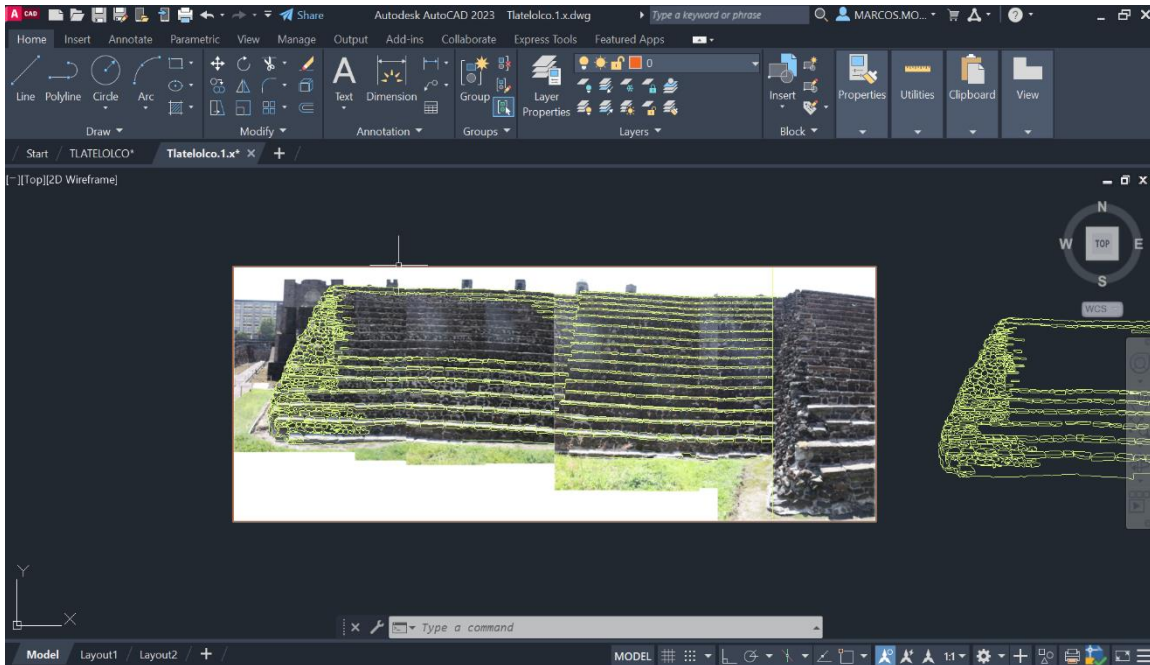 A CAD Share Autodesk AutoCAD 2023 Tlatelolco.1.x.dwg Type a keyword or phrase MARCOS.MO...
Home Insert Annotate Parametric View Manage Output Add-ins Collaborate Express Tools Featured Apps
Line Polyline Circle Arc Text Dimension Group Layer Properties 0 Insert Properties Utilities Clipboard View
Draw Modify Annotation Groups Layers Block
Start TLATELOLCO* Tlatelolco.1.x* +
[−][Top][2D Wireframe]
N
W TOP E
S
WCS
Y
X
Type a command
Model Layout1 Layout2 + MODEL 1:1